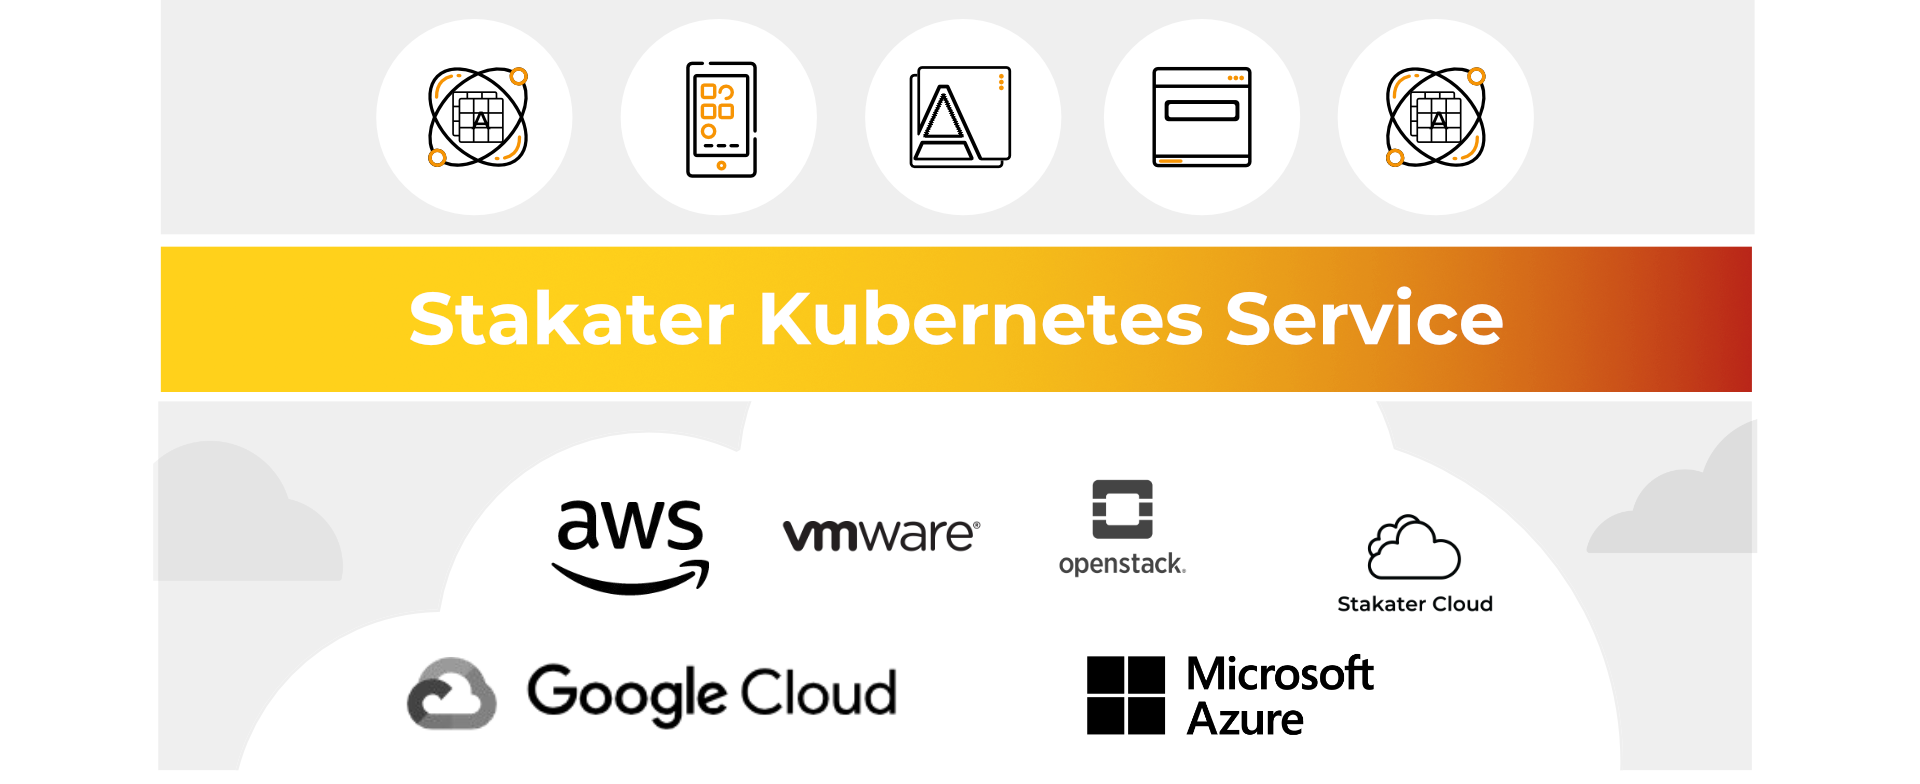 A
A
A
Stakater Kubernetes Service
aws
vmware®
openstack.
Stakater Cloud
Google Cloud
Microsoft
Azure